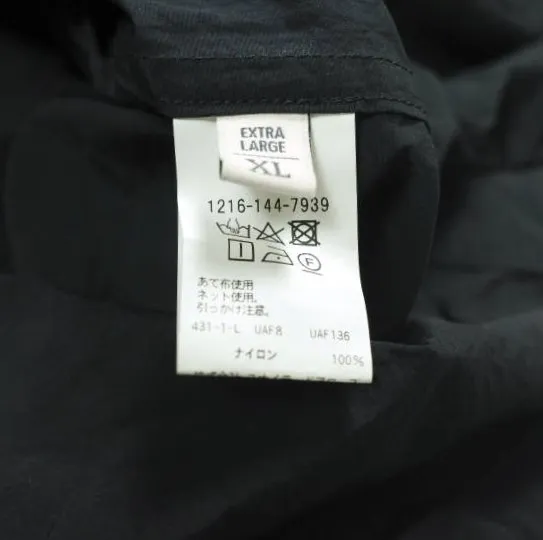 EXTRA
LARGE
XL
1216-144-7939
F
あて布使用
ネット使用。
引っかけ注意。
431-1-L UAF8 UAF136
ナイロン 100%